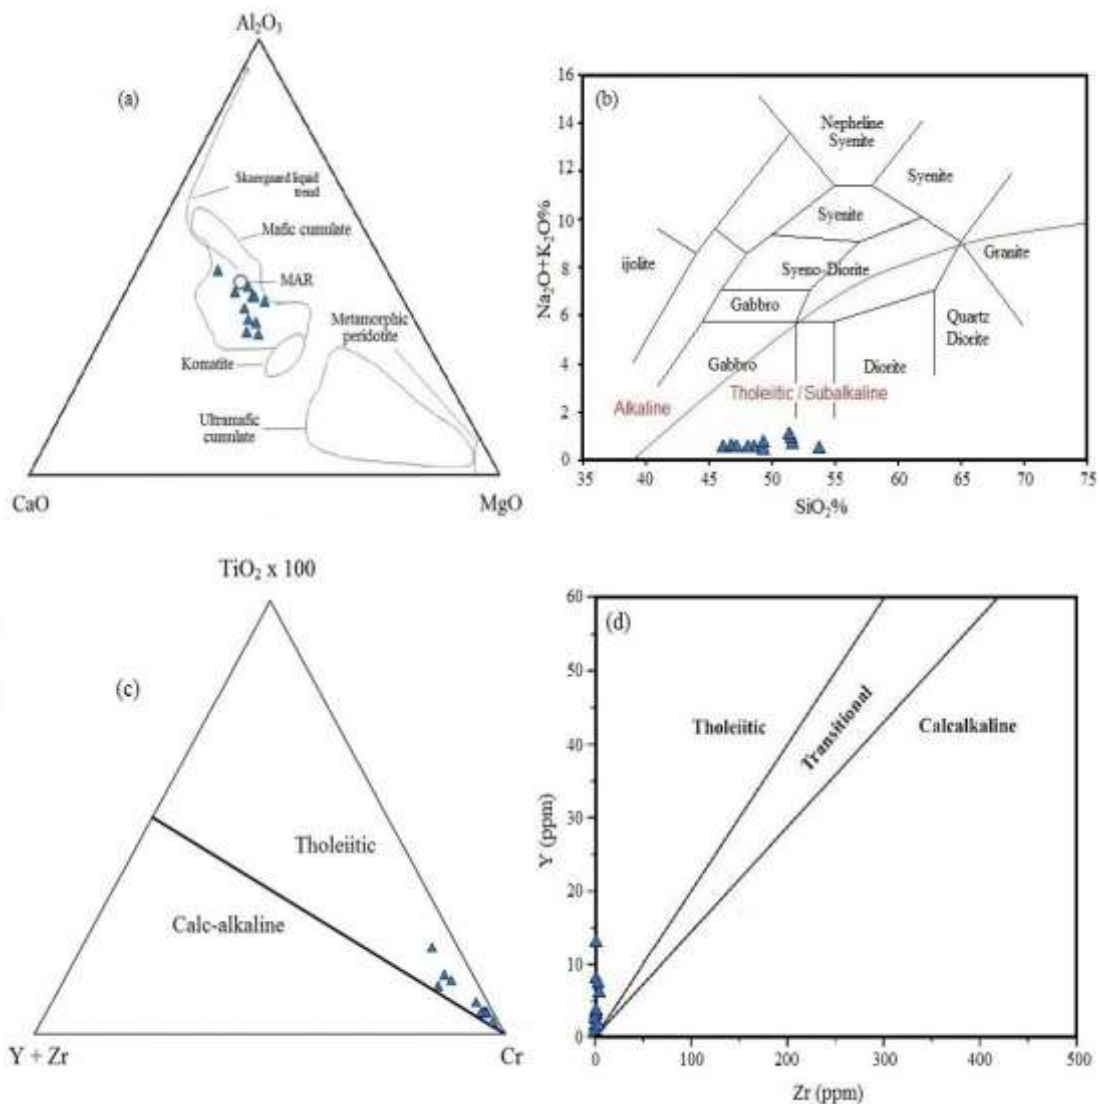 Al₂O₃
(a)
Skaergaard liquid
trend
Mafic cumulate
MAR
Metamorphic
peridotite
Komatite
Ultramafic
cumulate
CaO
MgO
(b)
16
14
12
10
8
6
4
2
0
Na₂O+K₂O%
Nepheline
Syenite
Syenite
Syenite
ijolite
Syeno-Diorite
Granite
Gabbro
Quartz
Diorite
Gabbro
Diorite
Tholeiitic / Subalkaline
Alkaline
35 40 45 50 55 60 65 70 75
SiO₂%
TiO₂ x 100
(c)
Tholeiitic
Calc-alkaline
Y + Zr
Cr
(d)
60
50
40
30
20
10
0
Y (ppm)
Tholeiitic
Transitional
Calcalkaline
0 100 200 300 400 500
Zr (ppm)